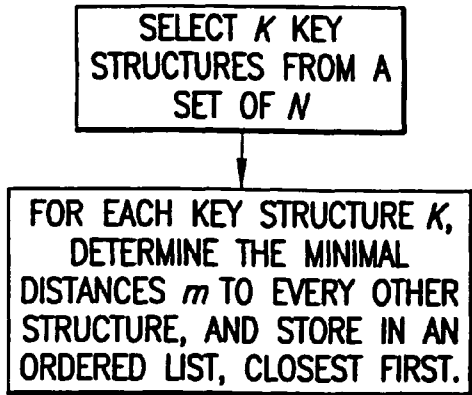 SELECT K KEY
STRUCTURES FROM A
SET OF N
FOR EACH KEY STRUCTURE K,
DETERMINE THE MINIMAL
DISTANCES m TO EVERY OTHER
STRUCTURE, AND STORE IN AN
ORDERED LIST, CLOSEST FIRST.